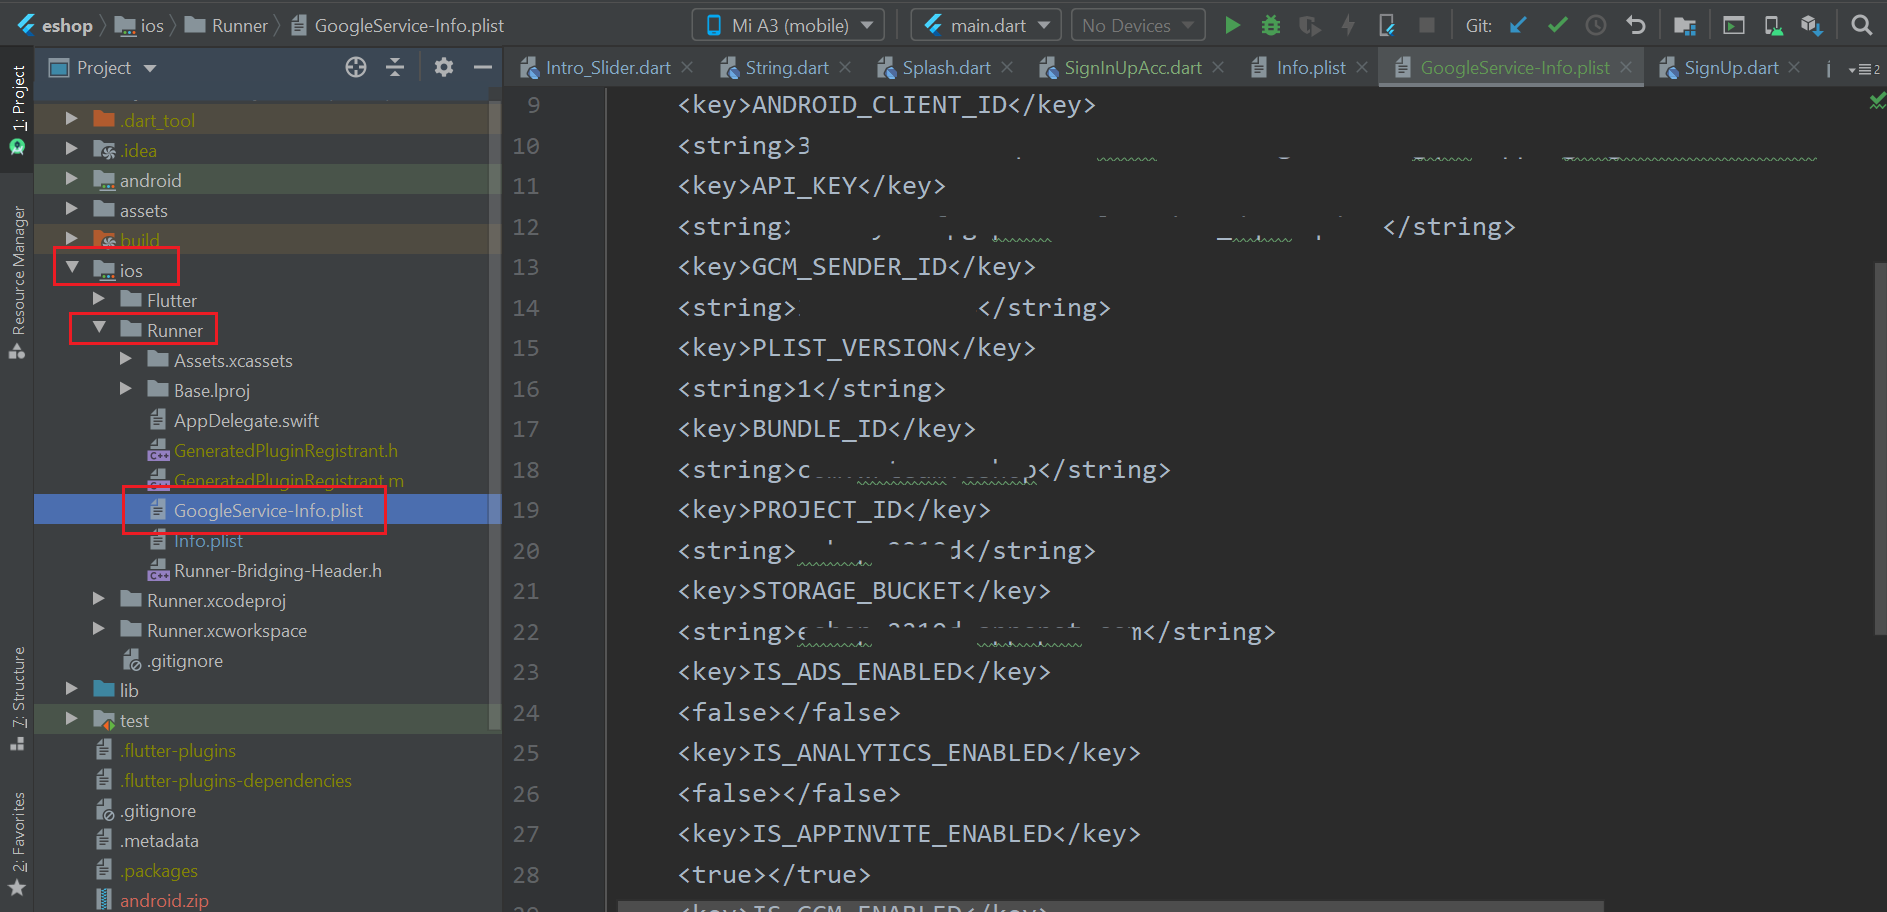 eshop ios Runner GoogleService-Info.plist Mi A3 (mobile) main.dart No Devices Git:
Project
Intro_Slider.dart String.dart Splash.dart SignInUpAcc.dart Info.plist GoogleService-Info.plist SignUp.dart 2
1: Project
Resource Manager
7: Structure
2: Favorites
.dart_tool
.idea
android
assets
build
ios
Flutter
Runner
Assets.xcassets
Base.lproj
AppDelegate.swift
GeneratedPluginRegistrant.h
GeneratedPluginRegistrant.m
GoogleService-Info.plist
Info.plist
Runner-Bridging-Header.h
Runner.xcodeproj
Runner.xcworkspace
.gitignore
lib
test
.flutter-plugins
.flutter-plugins-dependencies
.gitignore
.metadata
.packages
android.zip
9 <key>ANDROID_CLIENT_ID</key>
10 <string>3
11 <key>API_KEY</key>
12 <string> </string>
13 <key>GCM_SENDER_ID</key>
14 <string> </string>
15 <key>PLIST_VERSION</key>
16 <string>1</string>
17 <key>BUNDLE_ID</key>
18 <string> </string>
19 <key>PROJECT_ID</key>
20 <string> </string>
21 <key>STORAGE_BUCKET</key>
22 <string> </string>
23 <key>IS_ADS_ENABLED</key>
24 <false></false>
25 <key>IS_ANALYTICS_ENABLED</key>
26 <false></false>
27 <key>IS_APPINVITE_ENABLED</key>
28 <true></true>
<key>IS_GCM_ENABLED</key>